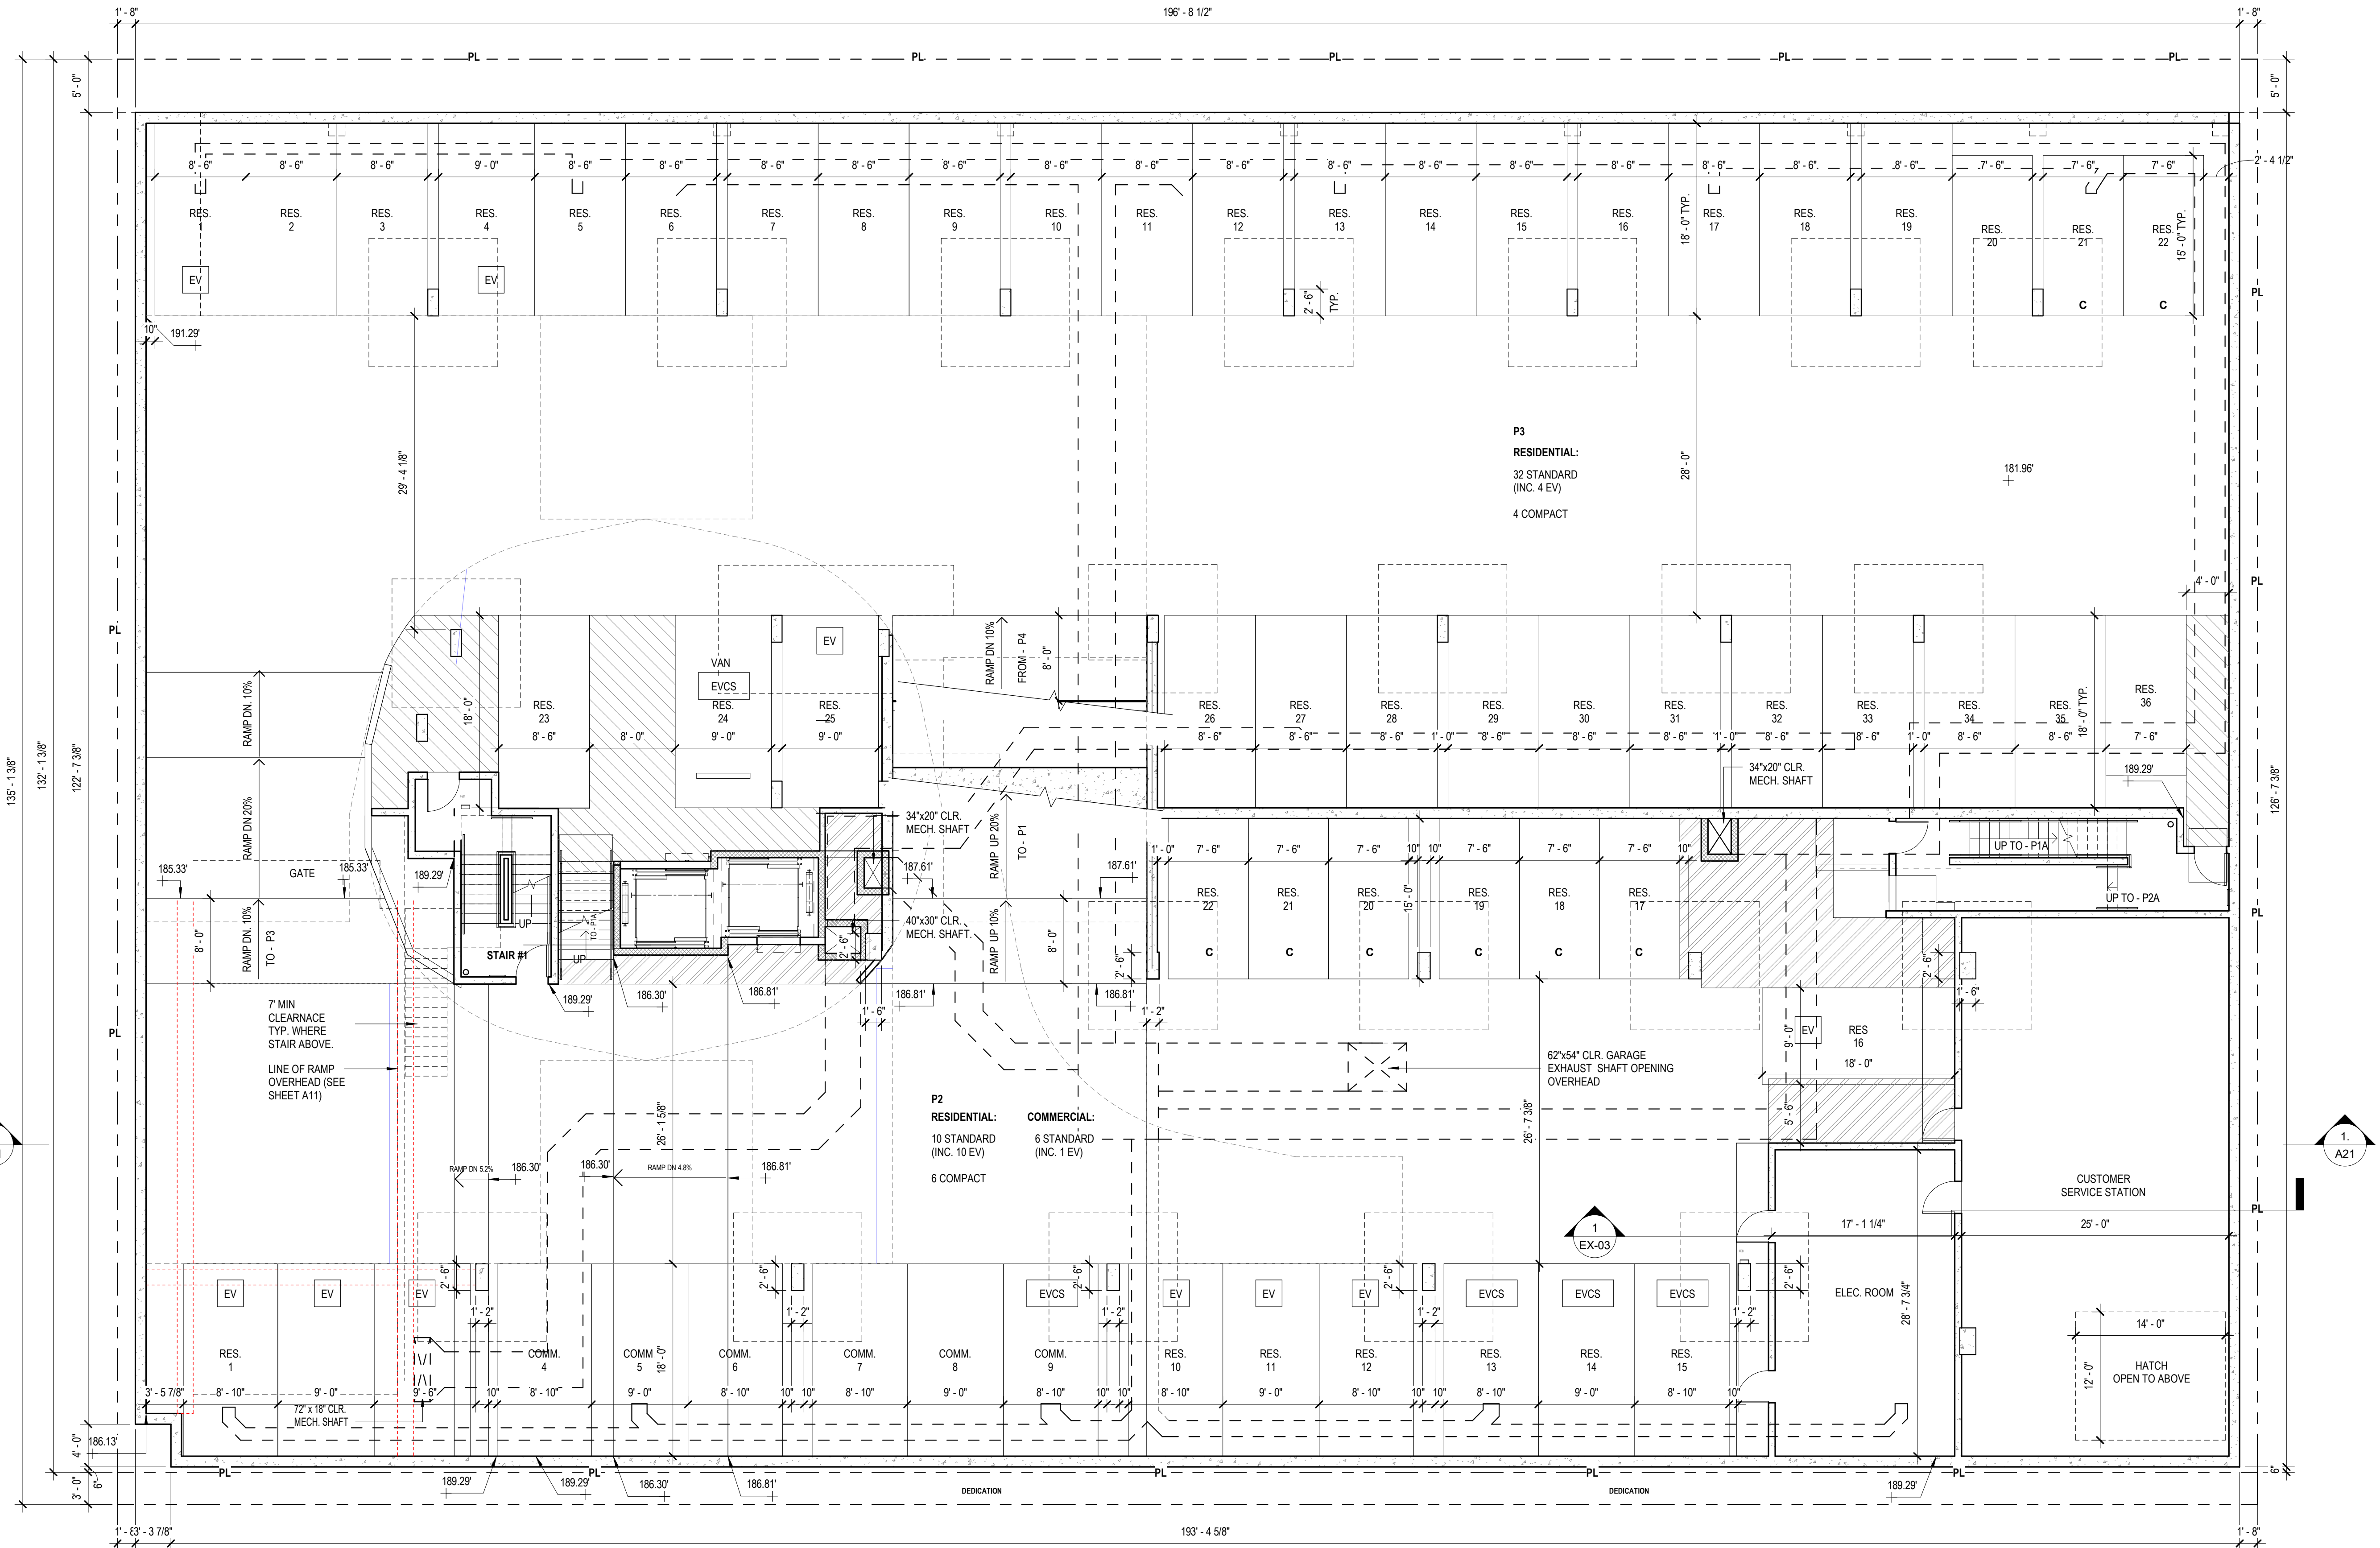 1' - 8" 196' - 8 1/2" 1' - 8"
PL PL PL PL PL
5' - 0" 5' - 0"
8' - 6" 8' - 6" 8' - 6" 9' - 0" 8' - 6" 8' - 6" 8' - 6" 8' - 6" 8' - 6" 8' - 6" 8' - 6" 8' - 6" 8' - 6" 8' - 6" 8' - 6" 8' - 6" 8' - 6" 8' - 6" 8' - 6" 7' - 6" 7' - 6" 7' - 6" 2' - 4 1/2"
RES. 1
RES. 2
RES. 3
RES. 4
RES. 5
RES. 6
RES. 7
RES. 8
RES. 9
RES. 10
RES. 11
RES. 12
RES. 13
RES. 14
RES. 15
RES. 16
RES. 17
RES. 18
RES. 19
RES. 20
RES. 21
RES. 22
18' - 0" TYP.
15' - 0" TYP.
EV EV
2' - 6" TYP.
C C
PL
10" 191.29'
29' - 4 1/8"
P3
RESIDENTIAL:
32 STANDARD
(INC. 4 EV)
4 COMPACT
28' - 0"
181.96'
PL
4' - 0"
PL
135' - 1 3/8"
132' - 1 3/8"
122' - 7 3/8"
126' - 7 3/8"
RAMP DN. 10%
RAMP DN 20%
RAMP DN. 10%
TO - P3
GATE
185.33' 185.33'
8' - 0"
18' - 0"
RES. 23
8' - 6"
8' - 0"
VAN
EVCS
RES. 24
9' - 0"
EV
RES. 25
9' - 0"
RAMP DN 10%
FROM - P4
8' - 0"
RES. 26
RES. 27
RES. 28
RES. 29
RES. 30
RES. 31
RES. 32
RES. 33
RES. 34
RES. 35
RES. 36
8' - 6" 8' - 6" 8' - 6" 1' - 0" 8' - 6" 8' - 6" 8' - 6" 1' - 0" 8' - 6" 8' - 6" 1' - 0" 8' - 6" 8' - 6" 7' - 6"
18' - 0" TYP.
34"x20" CLR.
MECH. SHAFT
189.29'
34"x20" CLR.
MECH. SHAFT
RAMP UP 20%
TO - P1
RAMP UP 10%
187.61' 187.61'
40"x30" CLR.
MECH. SHAFT.
8' - 0"
2' - 6"
189.29'
UP
TO - P1A
UP
STAIR #1
189.29'
186.30'
186.81'
186.81'
186.81'
1' - 6"
1' - 2"
2' - 6"
1' - 0" 7' - 6" 7' - 6" 7' - 6" 10" 10" 7' - 6" 7' - 6" 7' - 6" 10"
RES. 22
RES. 21
RES. 20
RES. 19
RES. 18
RES. 17
15' - 0"
C C C C C C
UP TO - P1A
UP TO - P2A
PL
2' - 6"
1' - 6"
7' MIN
CLEARNACE
TYP. WHERE
STAIR ABOVE.
LINE OF RAMP
OVERHEAD (SEE
SHEET A11)
PL
EV
RES
16
9' - 0"
18' - 0"
5' - 6"
62"x54" CLR. GARAGE
EXHAUST SHAFT OPENING
OVERHEAD
P2
RESIDENTIAL: COMMERCIAL:
10 STANDARD 6 STANDARD
(INC. 10 EV) (INC. 1 EV)
6 COMPACT
26' - 1 5/8"
26' - 7 3/8"
RAMP DN 5.2%
186.30'
186.30'
RAMP DN 4.8%
186.81'
1.
A21
CUSTOMER
SERVICE STATION
PL
1
EX-03
17' - 1 1/4"
25' - 0"
2' - 6" 2' - 6" 2' - 6" 2' - 6" 2' - 6"
EV EV EV EVCS EV EV EV EVCS EVCS EVCS
1' - 2" 1' - 2" 1' - 2" 1' - 2" 1' - 2"
ELEC. ROOM
28' - 7 3/4"
14' - 0"
12' - 0"
HATCH
OPEN TO ABOVE
RES. 1
COMM. 4
COMM. 5
COMM. 6
COMM. 7
COMM. 8
COMM. 9
RES. 10
RES. 11
RES. 12
RES. 13
RES. 14
RES. 15
18' - 0"
3' - 5 7/8" 8' - 10" 9' - 0" 9' - 6" 10" 8' - 10" 9' - 0" 8' - 10" 10" 10" 8' - 10" 9' - 0" 8' - 10" 10" 10" 8' - 10" 9' - 0" 8' - 10" 10" 10" 8' - 10" 9' - 0" 8' - 10" 10"
72" x 18" CLR.
MECH. SHAFT
186.13'
4' - 0"
3' - 0"
6"
6"
PL PL PL PL PL
189.29' 189.29' 186.30' 186.81' 189.29'
DEDICATION DEDICATION
1' - 8" 3' - 3 7/8" 193' - 4 5/8" 1' - 8"